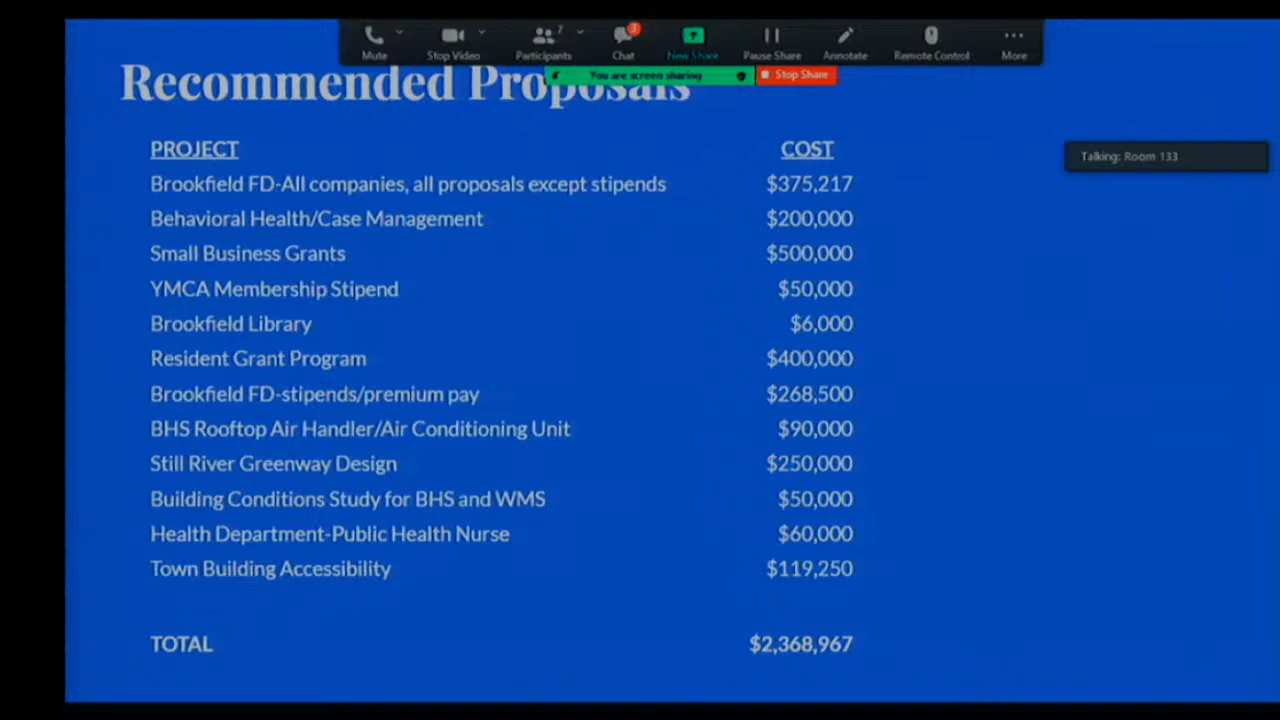 Mute
Stop Video
7
Participants
3
Chat
New Share
Pause Share
Annotate
Remote Control
More
You are screen sharing
Stop Share
Recommended Proposals
Talking: Room 133
PROJECT COST
Brookfield FD-All companies, all proposals except stipends $375,217
Behavioral Health/Case Management $200,000
Small Business Grants $500,000
YMCA Membership Stipend $50,000
Brookfield Library $6,000
Resident Grant Program $400,000
Brookfield FD-stipends/premium pay $268,500
BHS Rooftop Air Handler/Air Conditioning Unit $90,000
Still River Greenway Design $250,000
Building Conditions Study for BHS and WMS $50,000
Health Department-Public Health Nurse $60,000
Town Building Accessibility $119,250
TOTAL $2,368,967